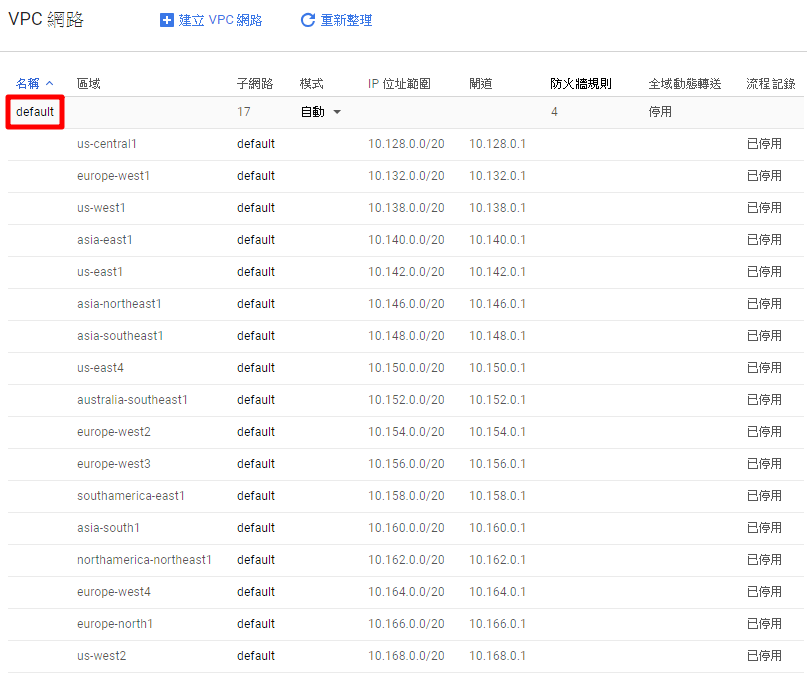 VPC 網路 建立 VPC 網路 重新整理
名稱 區域 子網路 模式 IP 位址範圍 閘道 防火牆規則 全域動態轉送 流程記錄
default 17 自動 4 停用
us-central1 default 10.128.0.0/20 10.128.0.1 已停用
europe-west1 default 10.132.0.0/20 10.132.0.1 已停用
us-west1 default 10.138.0.0/20 10.138.0.1 已停用
asia-east1 default 10.140.0.0/20 10.140.0.1 已停用
us-east1 default 10.142.0.0/20 10.142.0.1 已停用
asia-northeast1 default 10.146.0.0/20 10.146.0.1 已停用
asia-southeast1 default 10.148.0.0/20 10.148.0.1 已停用
us-east4 default 10.150.0.0/20 10.150.0.1 已停用
australia-southeast1 default 10.152.0.0/20 10.152.0.1 已停用
europe-west2 default 10.154.0.0/20 10.154.0.1 已停用
europe-west3 default 10.156.0.0/20 10.156.0.1 已停用
southamerica-east1 default 10.158.0.0/20 10.158.0.1 已停用
asia-south1 default 10.160.0.0/20 10.160.0.1 已停用
northamerica-northeast1 default 10.162.0.0/20 10.162.0.1 已停用
europe-west4 default 10.164.0.0/20 10.164.0.1 已停用
europe-north1 default 10.166.0.0/20 10.166.0.1 已停用
us-west2 default 10.168.0.0/20 10.168.0.1 已停用